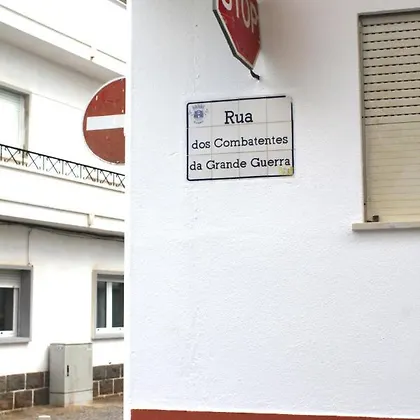 STOP
Rua
dos Combatentes
da Grande Guerra